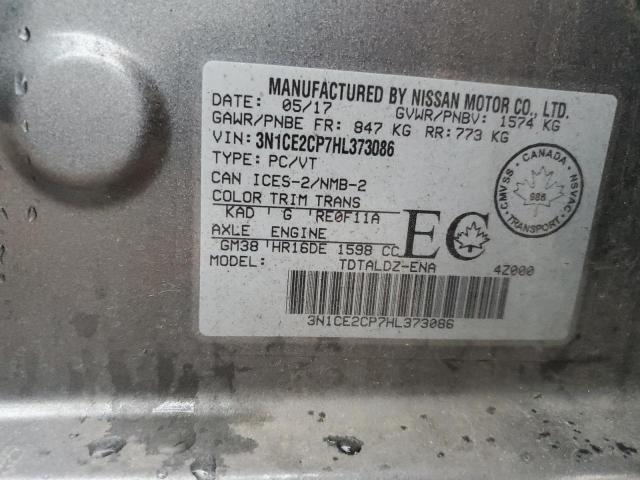 MANUFACTURED BY NISSAN MOTOR CO., LTD.
DATE: 05/17 GVWR/PNBV: 1574 KG
GAWR/PNBE FR: 847 KG RR: 773 KG
VIN: 3N1CE2CP7HL373086
TYPE: PC/VT
CAN ICES-2/NMB-2
COLOR TRIM TRANS
KAD ' G 'RE0F11A
AXLE ENGINE
GM38 'HR16DE 1598 CC
EC
MODEL: TDTALDZ-ENA 4Z000
3N1CE2CP7HL373086
CMVSS · CANADA · NSVAC
986
TRANSPORT